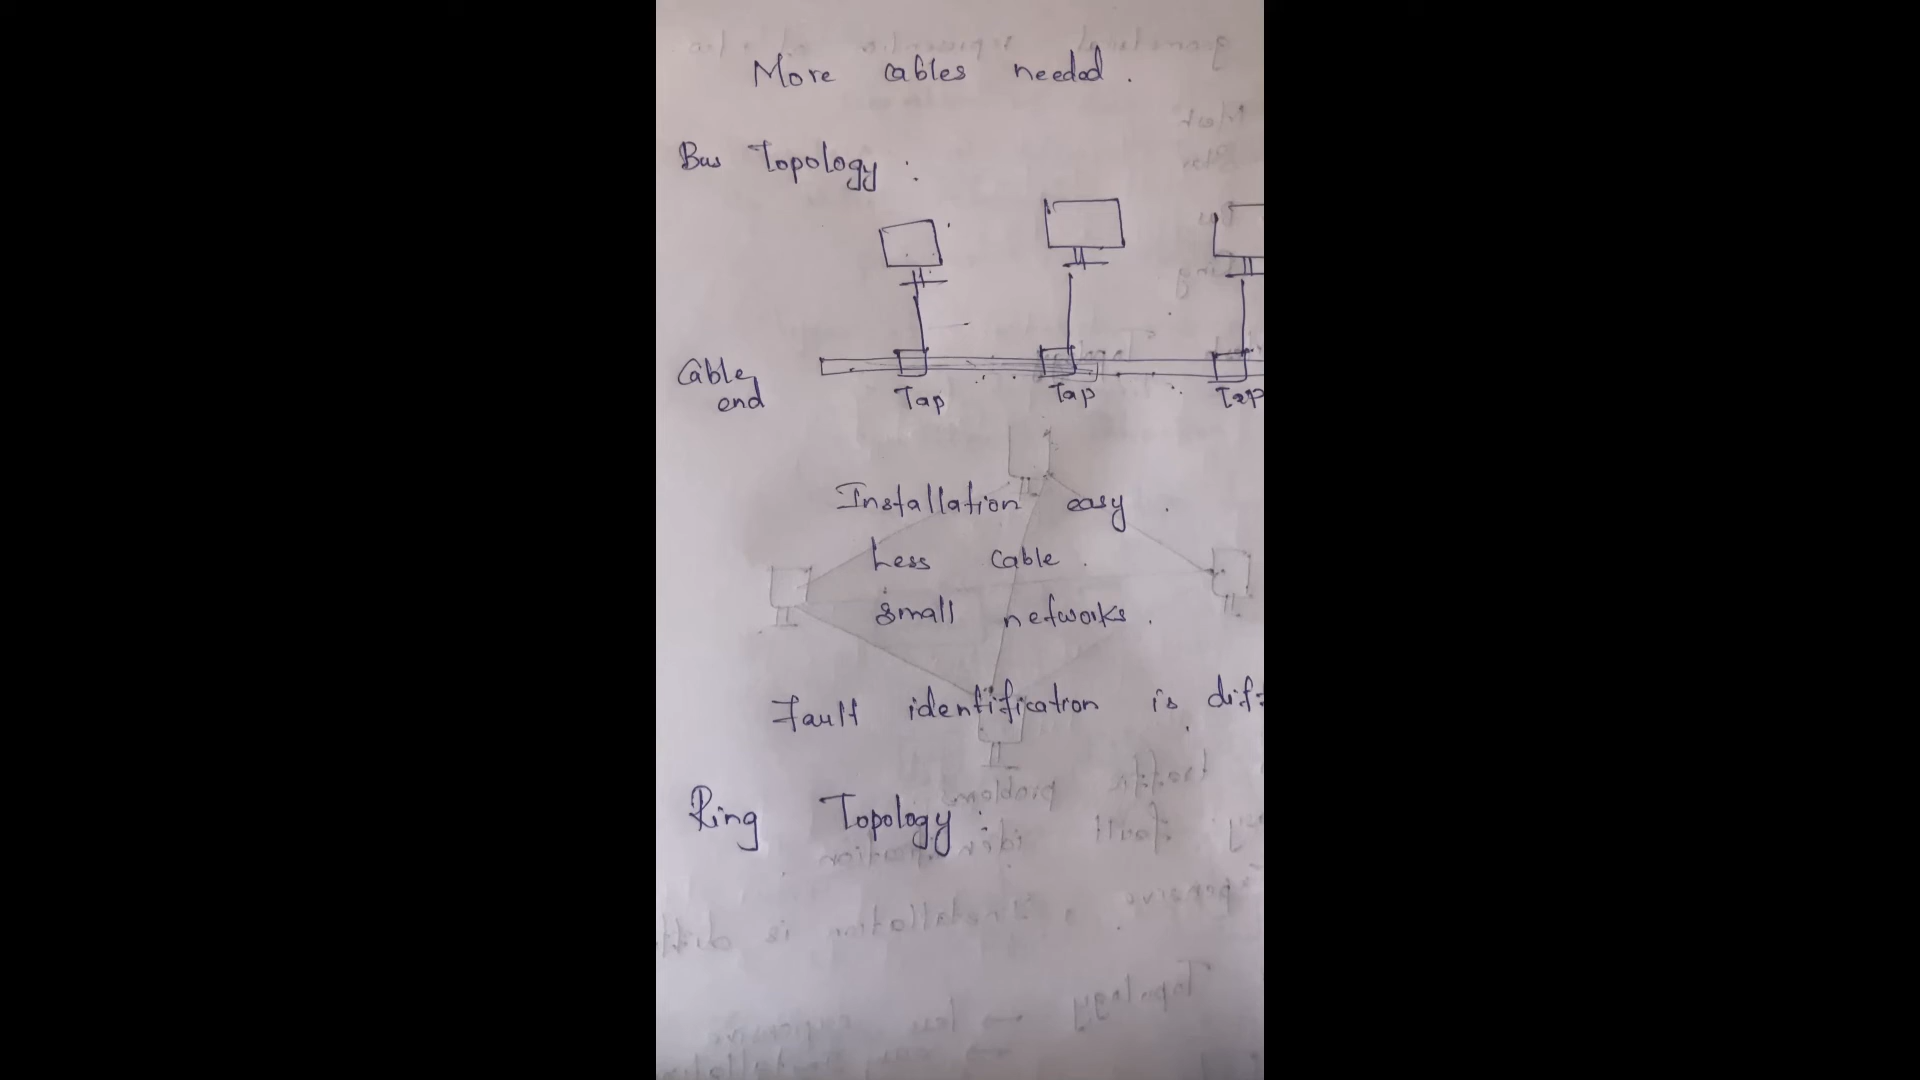 More cables needed.
Bus Topology :
Cable end
Tap Tap Tap
Installation easy.
Less cable.
small networks.
Fault identification is dif
Ring Topology :